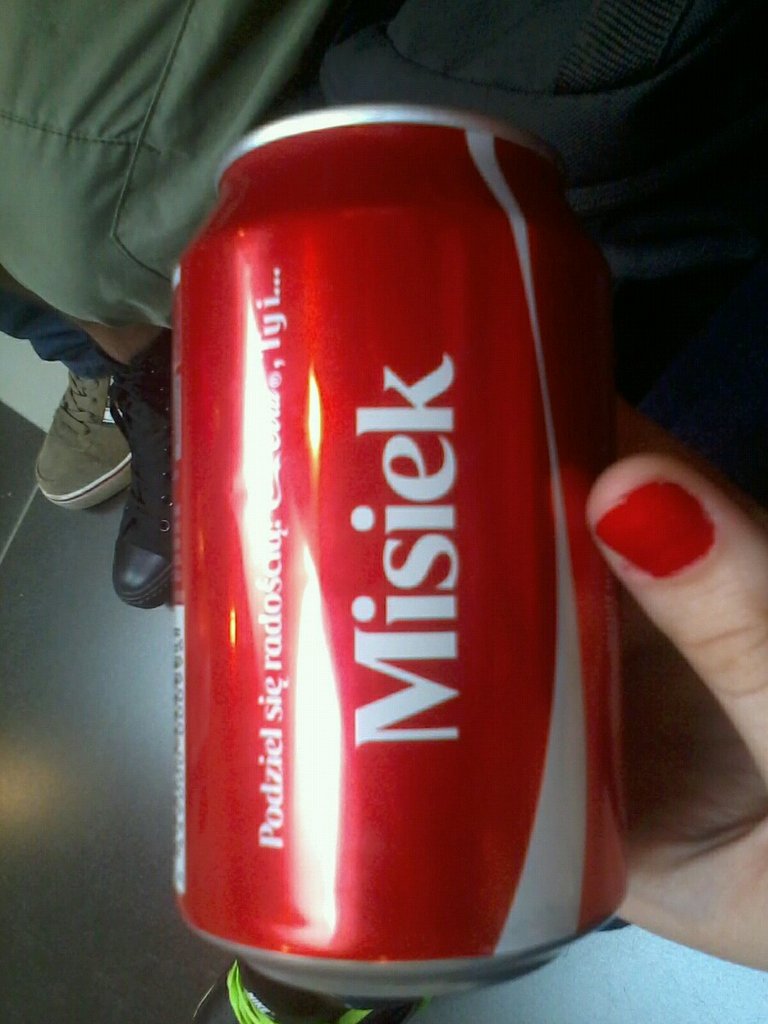 Podziel się radością, Ty i...
Misiek